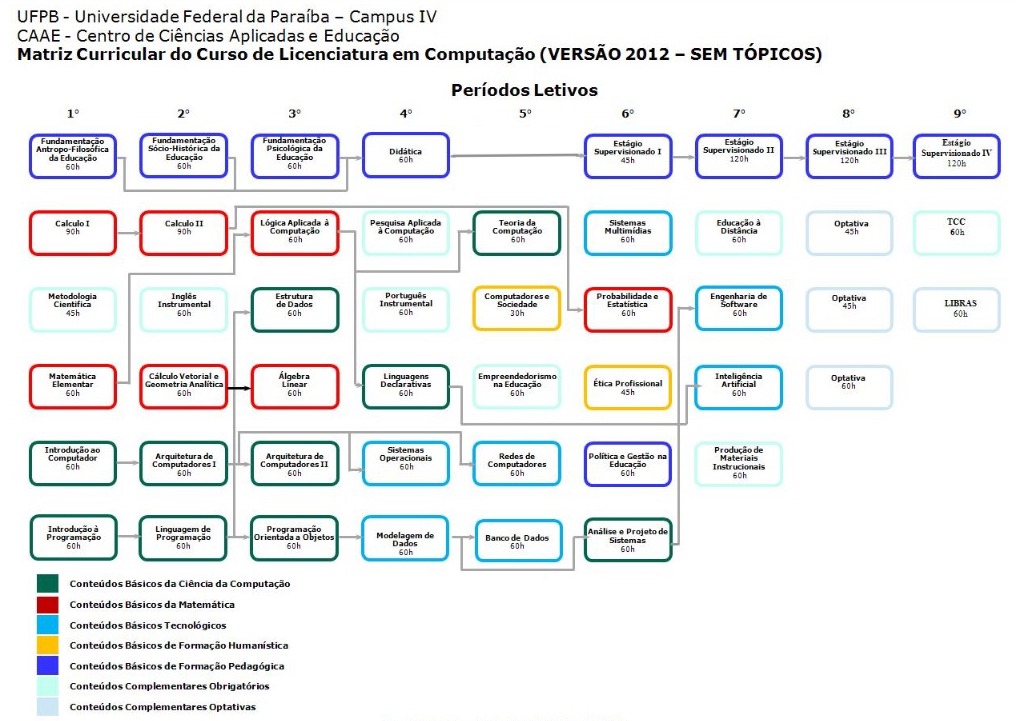 UFPB - Universidade Federal da Paraíba – Campus IV
CAAE - Centro de Ciências Aplicadas e Educação
Matriz Curricular do Curso de Licenciatura em Computação (VERSÃO 2012 – SEM TÓPICOS)
Períodos Letivos
1° 2° 3° 4° 5° 6° 7° 8° 9°
Fundamentação
Antropo-Filosófica
da Educação
60h
Fundamentação
Sócio-Histórica da
Educação
60h
Fundamentação
Psicológica da
Educação
60h
Didática
60h
Estágio
Supervisionado I
45h
Estágio
Supervisionado II
120h
Estágio
Supervisionado III
120h
Estágio
Supervisionado IV
120h
Calculo I
90h
Calculo II
90h
Lógica Aplicada à
Computação
60h
Pesquisa Aplicada
à Computação
60h
Teoria da
Computação
60h
Sistemas
Multimídias
60h
Educação à
Distância
60h
Optativa
45h
TCC
60h
Metodologia
Científica
45h
Inglês
Instrumental
60h
Estrutura
de Dados
60h
Português
Instrumental
60h
Computadores e
Sociedade
30h
Probabilidade e
Estatística
60h
Engenharia de
Software
60h
Optativa
45h
LIBRAS
60h
Matemática
Elementar
60h
Cálculo Vetorial e
Geometria Analítica
60h
Álgebra
Linear
60h
Linguagens
Declarativas
60h
Empreendedorismo
na Educação
60h
Ética Profissional
45h
Inteligência
Artificial
60h
Optativa
60h
Introdução ao
Computador
60h
Arquitetura de
Computadores I
60h
Arquitetura de
Computadores II
60h
Sistemas
Operacionais
60h
Redes de
Computadores
60h
Política e Gestão na
Educação
60h
Produção de
Materiais
Instrucionais
60h
Introdução à
Programação
60h
Linguagem de
Programação
60h
Programação
Orientada a Objetos
60h
Modelagem de
Dados
60h
Banco de Dados
60h
Análise e Projeto de
Sistemas
60h
Conteúdos Básicos da Ciência da Computação
Conteúdos Básicos da Matemática
Conteúdos Básicos Tecnológicos
Conteúdos Básicos de Formação Humanística
Conteúdos Básicos de Formação Pedagógica
Conteúdos Complementares Obrigatórios
Conteúdos Complementares Optativas